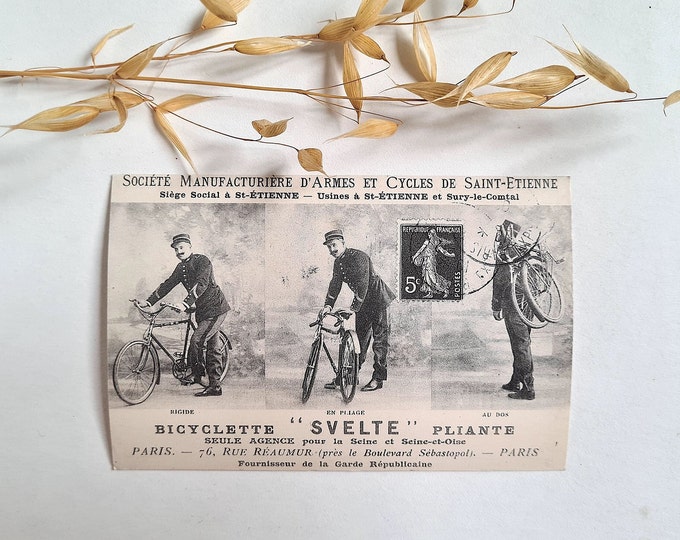 SOCIÉTÉ MANUFACTURIÈRE D'ARMES ET CYCLES DE SAINT-ETIENNE
Siège Social à St-ÉTIENNE — Usines à St-ÉTIENNE et Sury-le-Comtal
REPUBLIQUE FRANÇAISE
5c
POSTES
PARIS
RIGIDE
EN PLIAGE
AU DOS
BICYCLETTE "SVELTE" PLIANTE
SEULE AGENCE pour la Seine et Seine-et-Oise
PARIS. — 76, RUE RÉAUMUR (près le Boulevard Sébastopol). — PARIS
Fournisseur de la Garde Républicaine